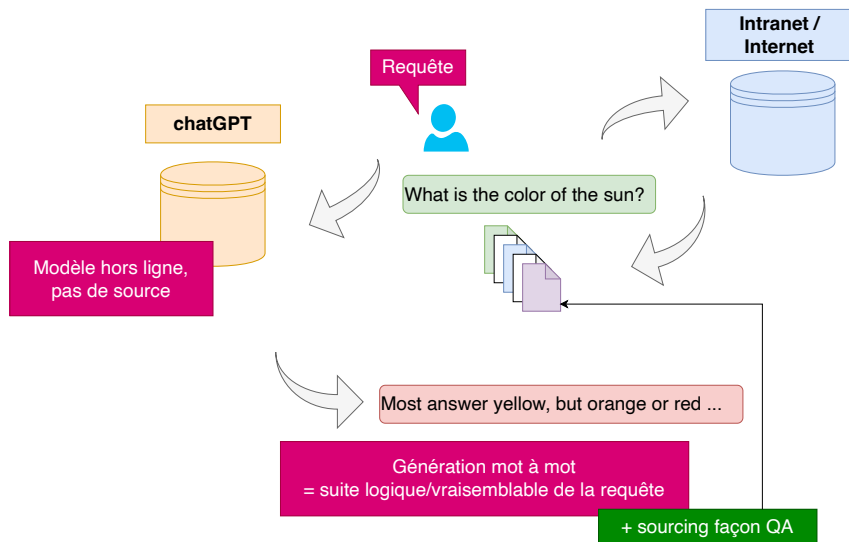 Intranet /
Internet
Requête
chatGPT
What is the color of the sun?
Modèle hors ligne,
pas de source
Most answer yellow, but orange or red ...
Génération mot à mot
= suite logique/vraisemblable de la requête
+ sourcing façon QA